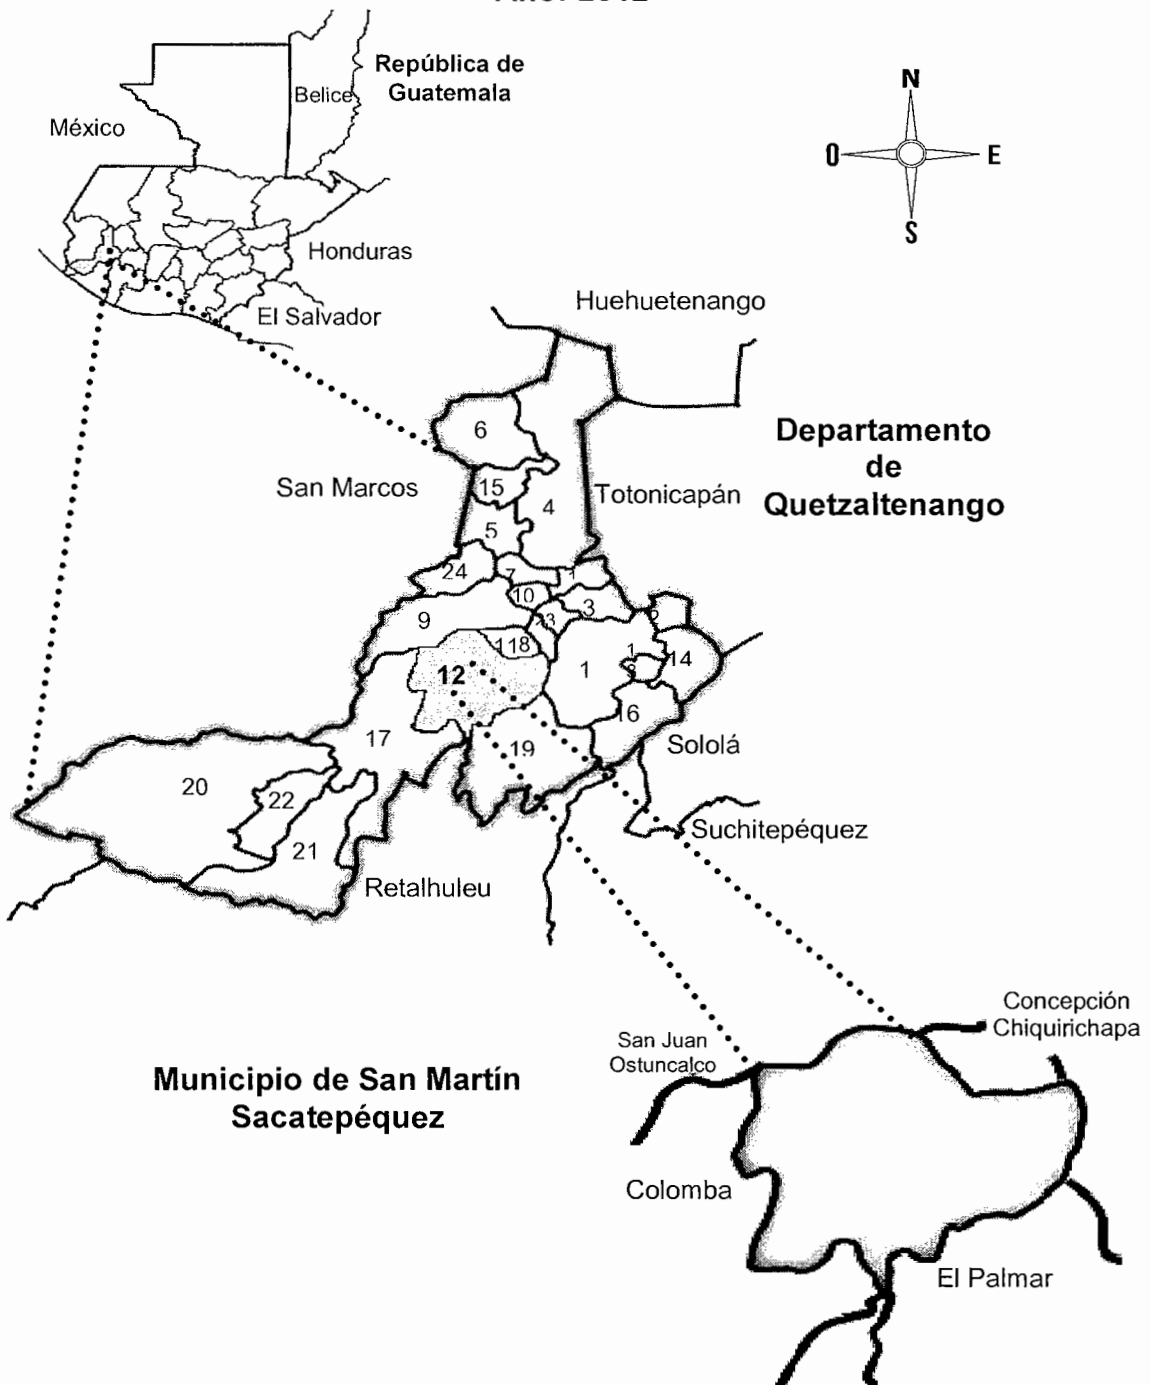 República de
Guatemala
Belice
México
Honduras
El Salvador
N
O
E
S
Huehuetenango
Departamento
de
Quetzaltenango
San Marcos
Totonicapán
6
15
4
5
24
7
10
3
9
118
12
1
14
16
17
19
Sololá
20
22
21
Suchitepéquez
Retalhuleu
Concepción
Chiquirichapa
San Juan
Ostuncalco
Municipio de San Martín
Sacatepéquez
Colomba
El Palmar